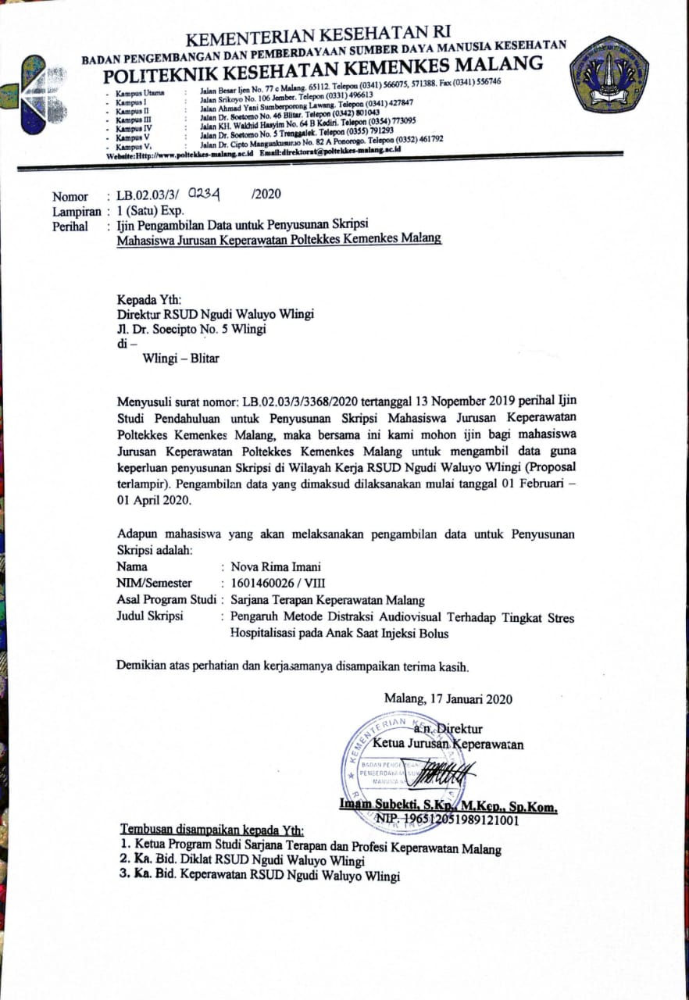 KEMENTERIAN KESEHATAN RI
BADAN PENGEMBANGAN DAN PEMBERDAYAAN SUMBER DAYA MANUSIA KESEHATAN
POLITEKNIK KESEHATAN KEMENKES MALANG
- Kampus Utama : Jalan Besar Ijen No. 77 c Malang. 65112. Telepon (0341) 566075, 571388. Fax (0341) 556746
- Kampus I : Jalan Srikoyo No. 106 Jember. Telepon (0331) 496613
- Kampus II : Jalan Ahmad Yani Sumberporong Lawang. Telepon (0341) 427847
- Kampus III : Jalan Dr. Soetomo No. 46 Blitar. Telepon (0342) 801043
- Kampus IV : Jalan KH. Wakhid Hasyim No. 64 B Kediri. Telepon (0354) 773095
- Kampus V : Jalan Dr. Soetomo No. 5 Trenggalek. Telepon (0355) 791293
- Kampus V, : Jalan Dr. Cipto Mangunkusumo No. 82 A Ponorogo. Telepon (0352) 461792
Website:Http://www.poltekkes-malang.ac.id Email:direktorat@poltekkes-malang.ac.id
Nomor : LB.02.03/3/ 0234 /2020
Lampiran : 1 (Satu) Exp.
Perihal : Ijin Pengambilan Data untuk Penyusunan Skripsi
Mahasiswa Jurusan Keperawatan Poltekkes Kemenkes Malang
Kepada Yth:
Direktur RSUD Ngudi Waluyo Wlingi
Jl. Dr. Soecipto No. 5 Wlingi
di –
Wlingi – Blitar
Menyusuli surat nomor: LB.02.03/3/3368/2020 tertanggal 13 Nopember 2019 perihal Ijin
Studi Pendahuluan untuk Penyusunan Skripsi Mahasiswa Jurusan Keperawatan
Poltekkes Kemenkes Malang, maka bersama ini kami mohon ijin bagi mahasiswa
Jurusan Keperawatan Poltekkes Kemenkes Malang untuk mengambil data guna
keperluan penyusunan Skripsi di Wilayah Kerja RSUD Ngudi Waluyo Wlingi (Proposal
terlampir). Pengambilan data yang dimaksud dilaksanakan mulai tanggal 01 Februari –
01 April 2020.
Adapun mahasiswa yang akan melaksanakan pengambilan data untuk Penyusunan
Skripsi adalah:
Nama : Nova Rima Imani
NIM/Semester : 1601460026 / VIII
Asal Program Studi : Sarjana Terapan Keperawatan Malang
Judul Skripsi : Pengaruh Metode Distraksi Audiovisual Terhadap Tingkat Stres
Hospitalisasi pada Anak Saat Injeksi Bolus
Demikian atas perhatian dan kerjasamanya disampaikan terima kasih.
Malang, 17 Januari 2020
a.n. Direktur
Ketua Jurusan Keperawatan
KEMENTERIAN
BADAN
Imam Subekti, S.Kp., M.Kep., Sp.Kom.
NIP. 196512051989121001
Tembusan disampaikan kepada Yth:
1. Ketua Program Studi Sarjana Terapan dan Profesi Keperawatan Malang
2. Ka. Bid. Diklat RSUD Ngudi Waluyo Wlingi
3. Ka. Bid. Keperawatan RSUD Ngudi Waluyo Wlingi